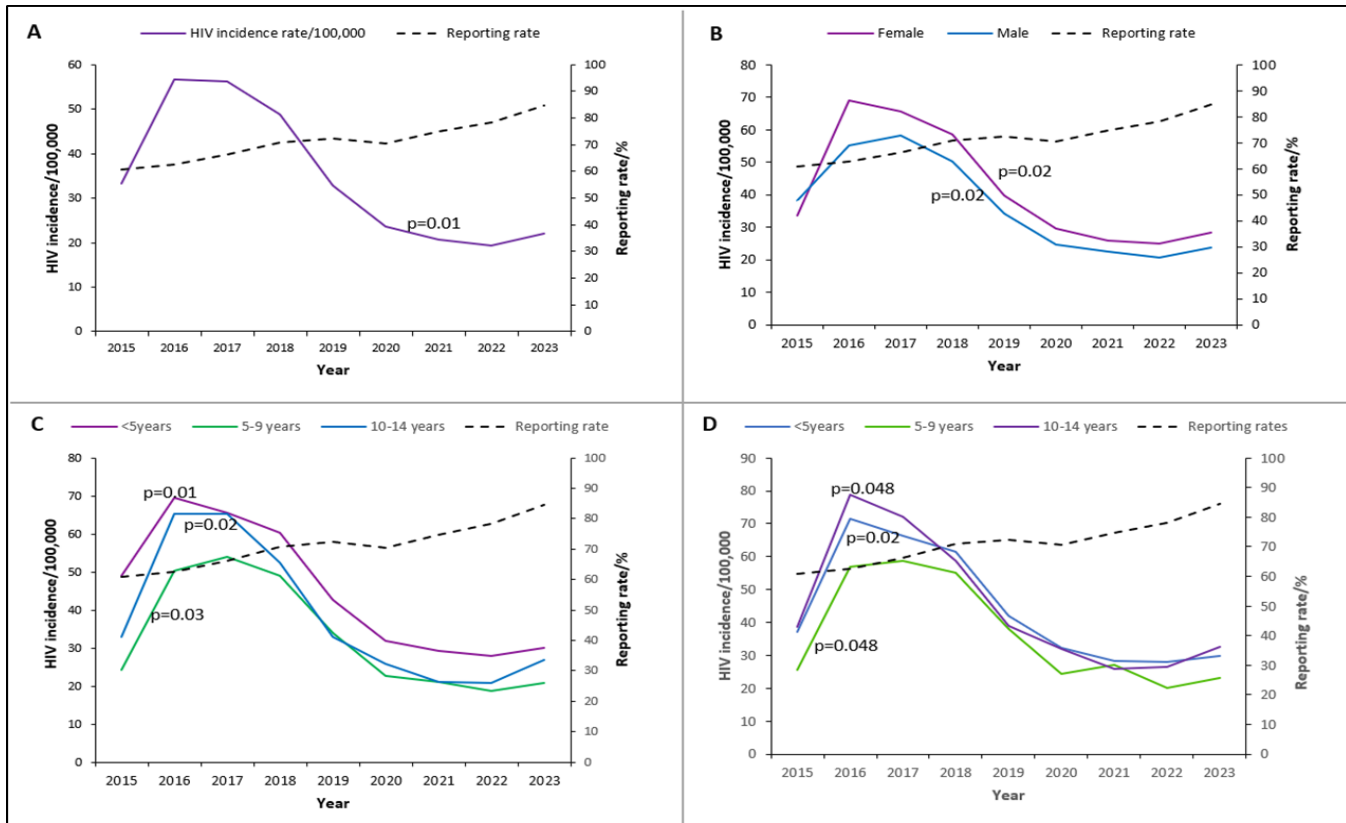 A
HIV incidence rate/100,000 Reporting rate
60 100
90
50 80
70
40
60
30 50
40
20
30
20
10
10
0 0
HIV incidence/100,000
Reporting rate/%
p=0.01
2015 2016 2017 2018 2019 2020 2021 2022 2023
Year
B
Female Male Reporting rate
80 100
70 90
80
60
70
50 60
40 50
30 40
30
20
20
10 10
0 0
HIV incidence/100,000
Reporting rate/%
p=0.02
p=0.02
2015 2016 2017 2018 2019 2020 2021 2022 2023
Year
C
<5years 5-9 years 10-14 years Reporting rate
80 100
70 90
80
60
70
50 60
40 50
30 40
30
20
20
10 10
0 0
HIV incidence/100,000
Reporting rate/%
p=0.01
p=0.02
p=0.03
2015 2016 2017 2018 2019 2020 2021 2022 2023
Year
D
<5years 5-9 years 10-14 years Reporting rates
90 100
80 90
70 80
60 70
50 60
50
40
40
30
30
20 20
10 10
0 0
HIV incidence/100,000
Reporting rate/%
p=0.048
p=0.02
p=0.048
2015 2016 2017 2018 2019 2020 2021 2022 2023
Year